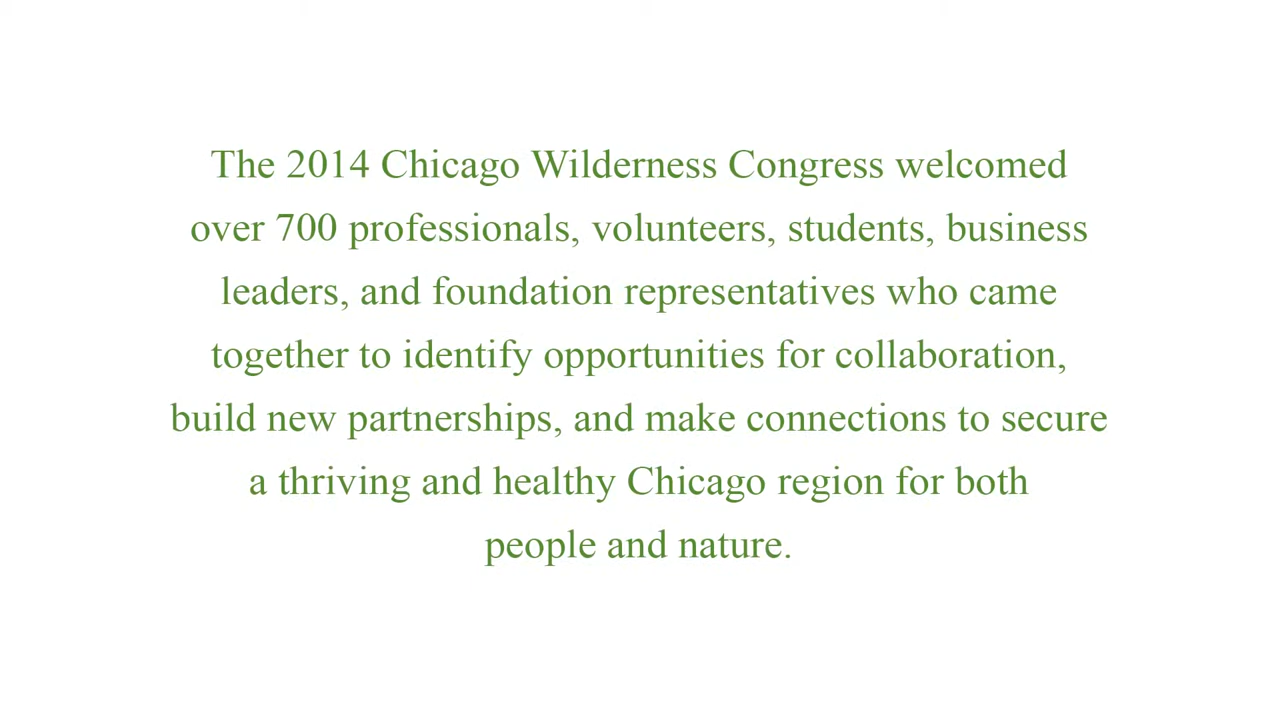 The 2014 Chicago Wilderness Congress welcomed
over 700 professionals, volunteers, students, business
leaders, and foundation representatives who came
together to identify opportunities for collaboration,
build new partnerships, and make connections to secure
a thriving and healthy Chicago region for both
people and nature.